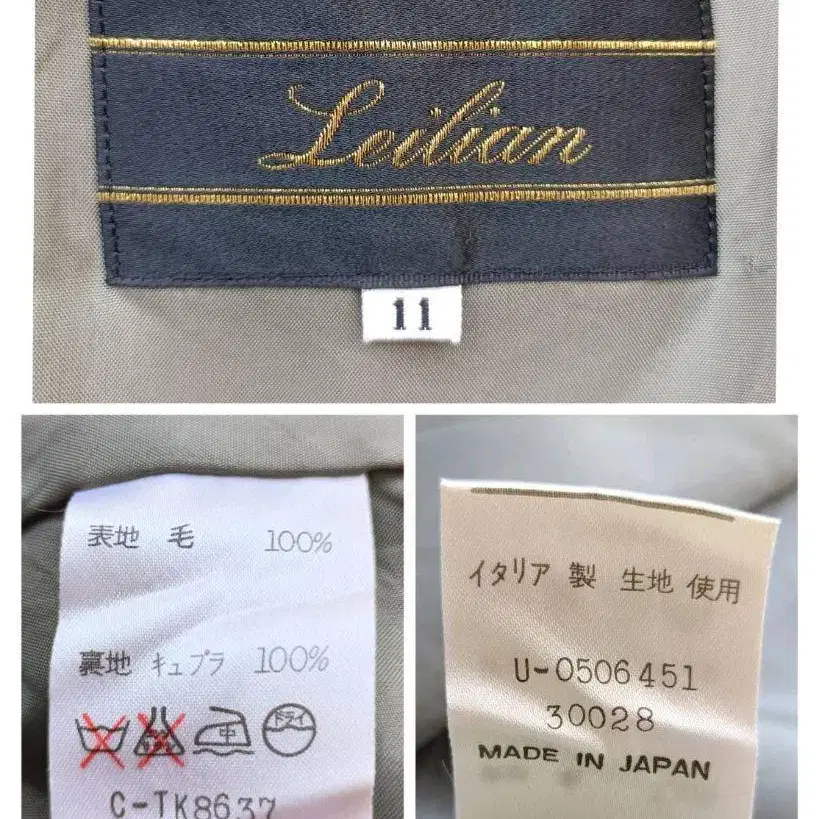 Leilian
11
表地 毛 100%
裏地 キュプラ 100%
中 ドライ
C-TK8637
イタリア 製 生地 使用
U-0506451
30028
MADE IN JAPAN